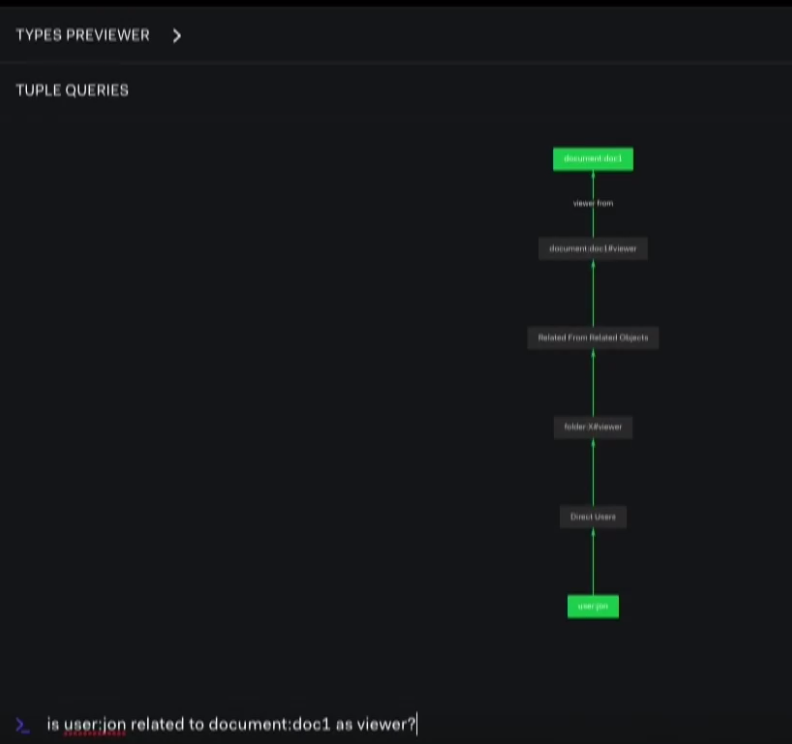 TYPES PREVIEWER
TUPLE QUERIES
document:doc1
viewer from
document:doc1#viewer
Related From Related Objects
folder:X#viewer
Direct Users
user:jon
is user:jon related to document:doc1 as viewer?